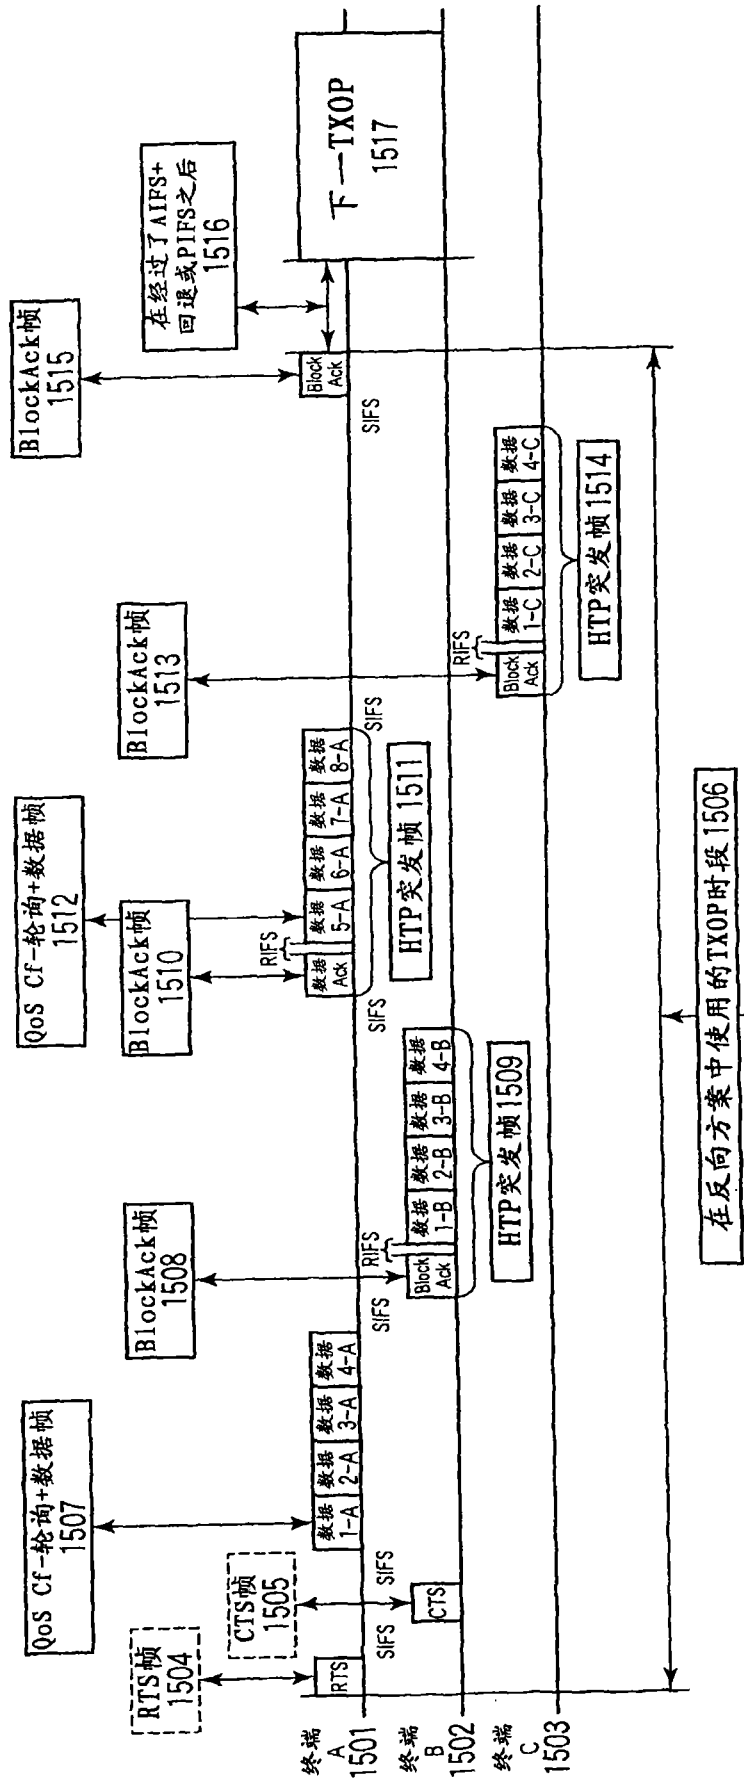 QoS Cf-轮询+数据帧
1507
RTS帧
1504
CTS帧
1505
BlockAck帧
1508
QoS Cf-轮询+数据帧
1512
BlockAck帧
1510
BlockAck帧
1513
BlockAck帧
1515
在经过了AIFS+
回退或PIFS之后
1516
终端
A
1501
RTS
SIFS
SIFS
数据
1-A
数据
2-A
数据
3-A
数据
4-A
SIFS
SIFS
数据
Ack
RIFS
数据
5-A
数据
6-A
数据
7-A
数据
8-A
SIFS
HTP突发帧1511
SIFS
Block
Ack
下一TXOP
1517
终端
B
1502
CTS
Block
Ack
RIFS
数据
1-B
数据
2-B
数据
3-B
数据
4-B
HTP突发帧1509
终端
C
1503
Block
Ack
RIFS
数据
1-C
数据
2-C
数据
3-C
数据
4-C
HTP突发帧1514
在反向方案中使用的TXOP时段1506